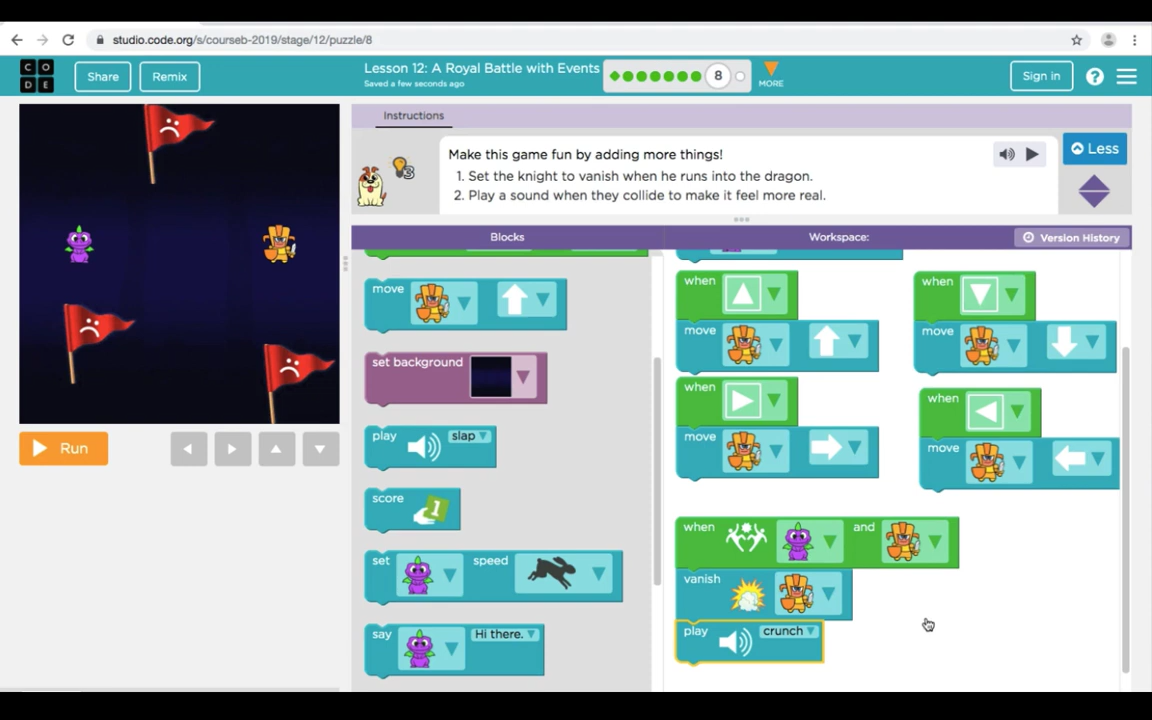 studio.code.org/s/courseb-2019/stage/12/puzzle/8
C O
D E
Share
Remix
Lesson 12: A Royal Battle with Events
Saved a few seconds ago
8
MORE
Sign in
?
Instructions
3
Make this game fun by adding more things!
1. Set the knight to vanish when he runs into the dragon.
2. Play a sound when they collide to make it feel more real.
Less
Blocks
Workspace:
Version History
Run
move
set background
play slap
score 1
set speed
say Hi there.
when
move
when
move
when
move
when
move
when and
vanish
play crunch